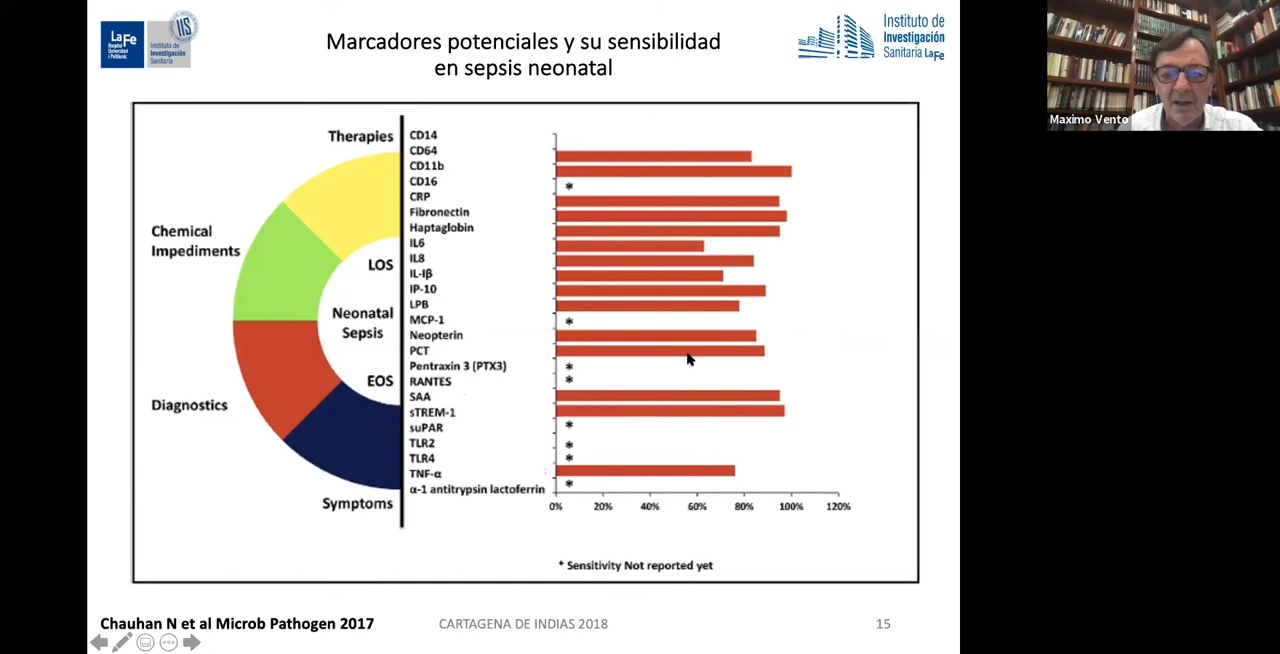 LaFe
Hospital
Universitari
i Politècnic
IIS
Instituto de
Investigación
Sanitaria
Marcadores potenciales y su sensibilidad
en sepsis neonatal
Instituto de
Investigación
Sanitaria LaFe
Maximo Vento
Therapies
Chemical
Impediments
LOS
Neonatal
Sepsis
EOS
Diagnostics
Symptoms
CD14
CD64
CD11b
CD16
CRP
Fibronectin
Haptaglobin
IL6
IL8
IL-Iβ
IP-10
LPB
MCP-1
Neopterin
PCT
Pentraxin 3 (PTX3)
RANTES
SAA
sTREM-1
suPAR
TLR2
TLR4
TNF-α
α-1 antitrypsin lactoferrin
*
*
*
*
*
*
*
*
0% 20% 40% 60% 80% 100% 120%
* Sensitivity Not reported yet
Chauhan N et al Microb Pathogen 2017
CARTAGENA DE INDIAS 2018
15